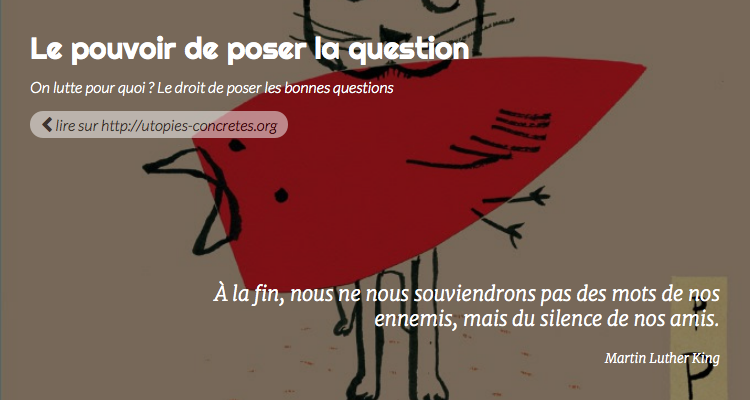 Le pouvoir de poser la question
On lutte pour quoi ? Le droit de poser les bonnes questions
lire sur http://utopies-concretes.org
À la fin, nous ne nous souviendrons pas des mots de nos
ennemis, mais du silence de nos amis.
Martin Luther King
P